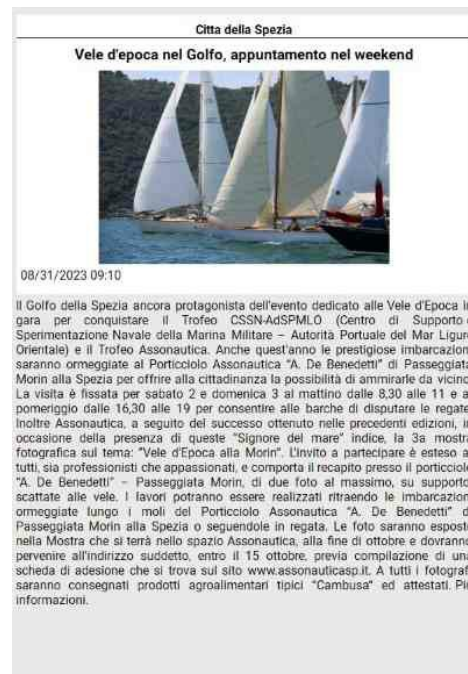 Citta della Spezia
Vele d'epoca nel Golfo, appuntamento nel weekend
08/31/2023 09:10
Il Golfo della Spezia ancora protagonista dell'evento dedicato alle Vele d'Epoca in
gara per conquistare il Trofeo CSSN-AdSPMLO (Centro di Supporto e
Sperimentazione Navale della Marina Militare – Autorità Portuale del Mar Ligure
Orientale) e il Trofeo Assonautica. Anche quest'anno le prestigiose imbarcazion
saranno ormeggiate al Porticciolo Assonautica "A. De Benedetti" di Passeggiata
Morin alla Spezia per offrire alla cittadinanza la possibilità di ammirarle da vicino
La visita è fissata per sabato 2 e domenica 3 al mattino dalle 8,30 alle 11 e a
pomeriggio dalle 16,30 alle 19 per consentire alle barche di disputare le regate
Inoltre Assonautica, a seguito del successo ottenuto nelle precedenti edizioni, in
occasione della presenza di queste "Signore del mare" indice, la 3a mostra
fotografica sul tema: "Vele d'Epoca alla Morin". L'invito a partecipare è esteso a
tutti, sia professionisti che appassionati, e comporta il recapito presso il porticciolo
"A. De Benedetti" – Passeggiata Morin, di due foto al massimo, su supporto
scattate alle vele. I lavori potranno essere realizzati ritraendo le imbarcazion
ormeggiate lungo i moli del Porticciolo Assonautica "A. De Benedetti" d
Passeggiata Morin alla Spezia o seguendole in regata. Le foto saranno espost
nella Mostra che si terrà nello spazio Assonautica, alla fine di ottobre e dovranno
pervenire all'indirizzo suddetto, entro il 15 ottobre, previa compilazione di una
scheda di adesione che si trova sul sito www.assonauticasp.it. A tutti i fotograf
saranno consegnati prodotti agroalimentari tipici "Cambusa" ed attestati. Più
informazioni.